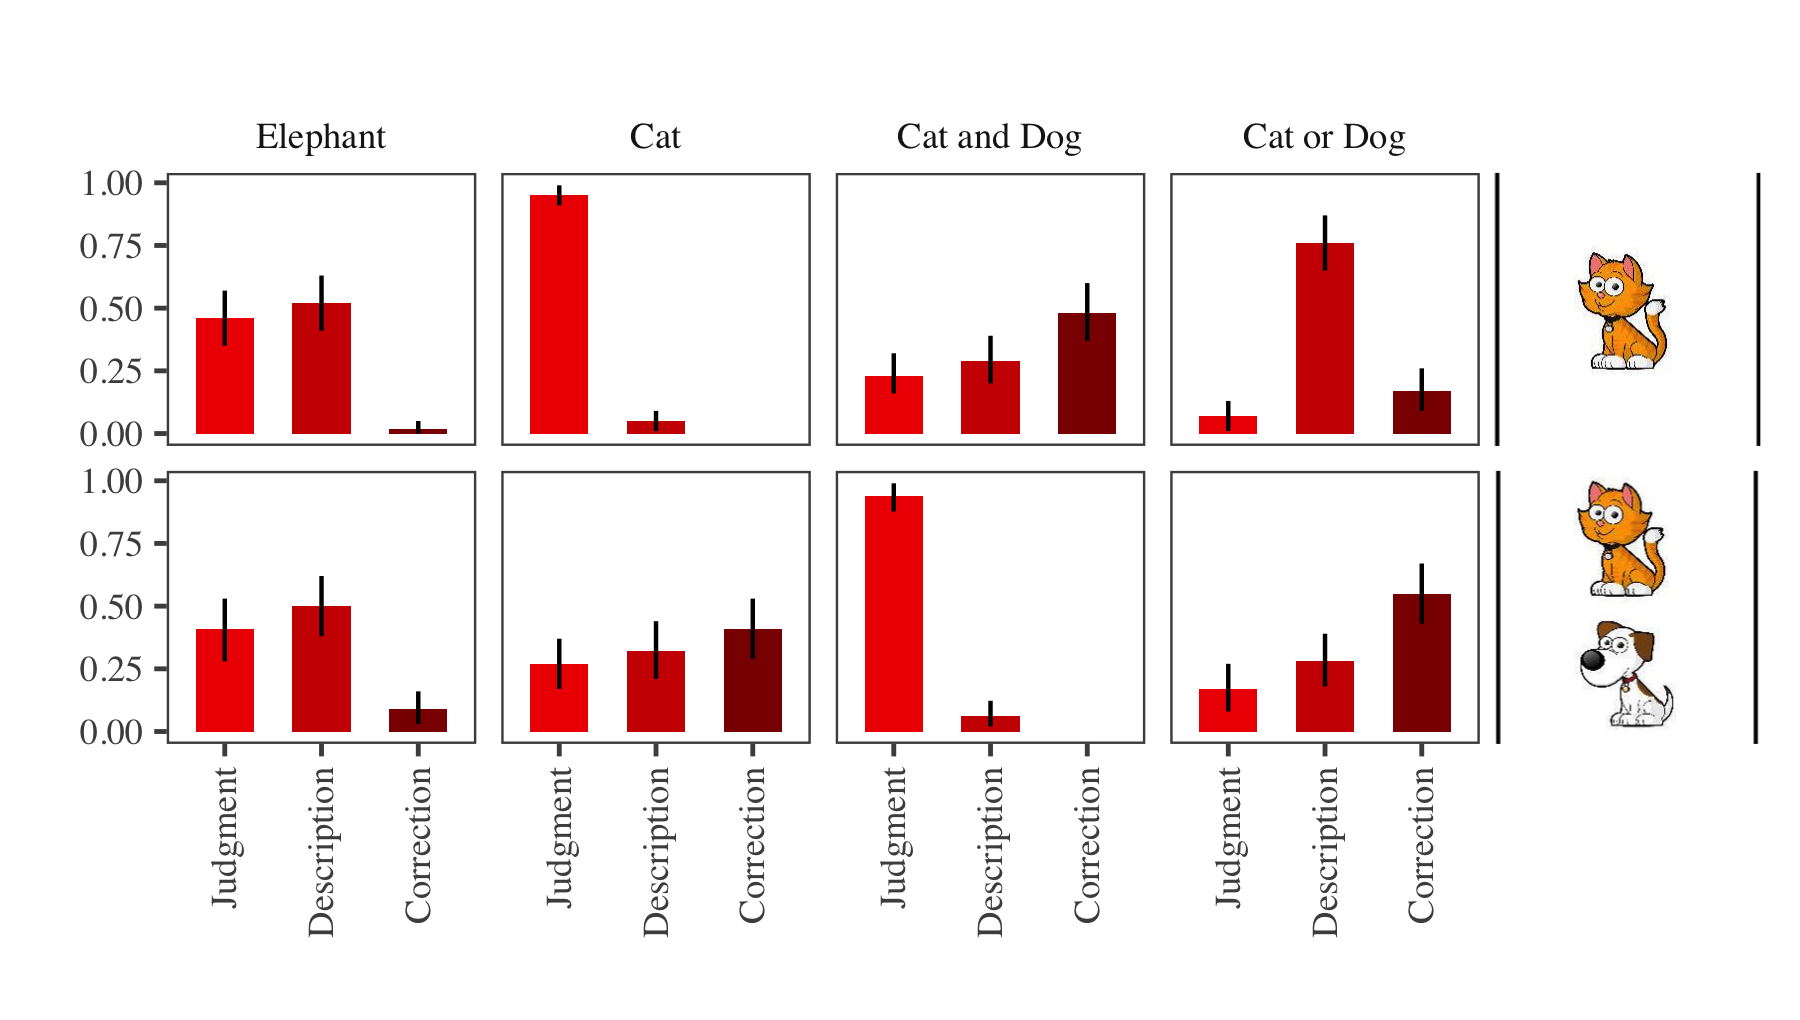 Elephant Cat Cat and Dog Cat or Dog
1.00
0.75
0.50
0.25
0.00
1.00
0.75
0.50
0.25
0.00
Judgment
Description
Correction
Judgment
Description
Correction
Judgment
Description
Correction
Judgment
Description
Correction